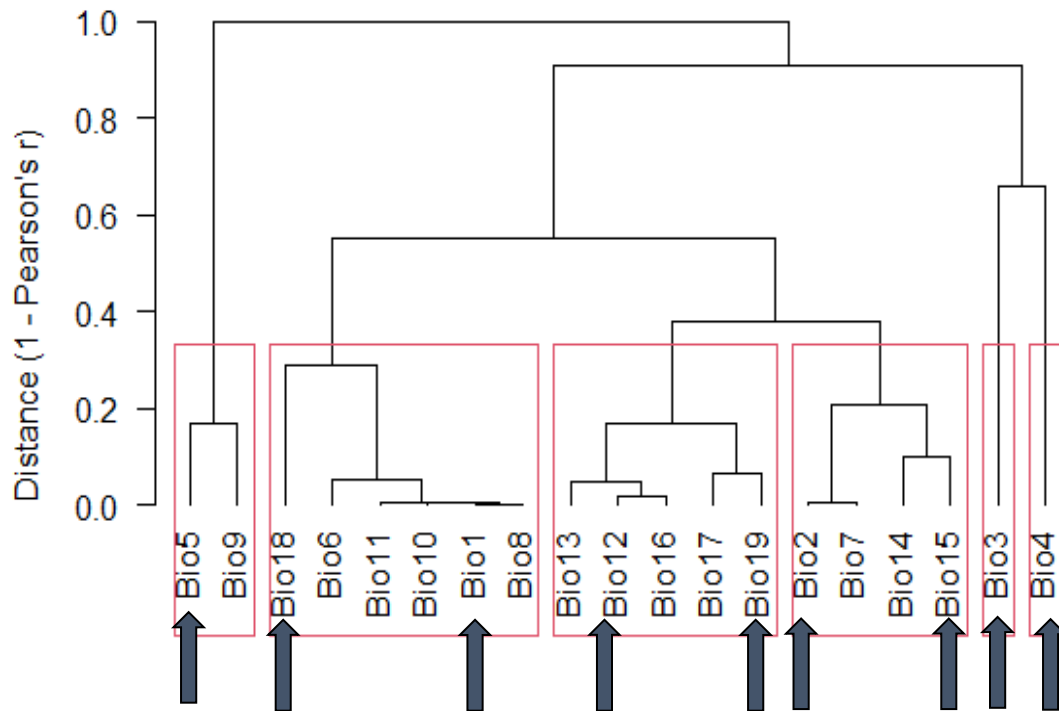 Distance (1 - Pearson's r)
1.0
0.8
0.6
0.4
0.2
0.0
Bio5
Bio9
Bio18
Bio6
Bio11
Bio10
Bio1
Bio8
Bio13
Bio12
Bio16
Bio17
Bio19
Bio2
Bio7
Bio14
Bio15
Bio3
Bio4